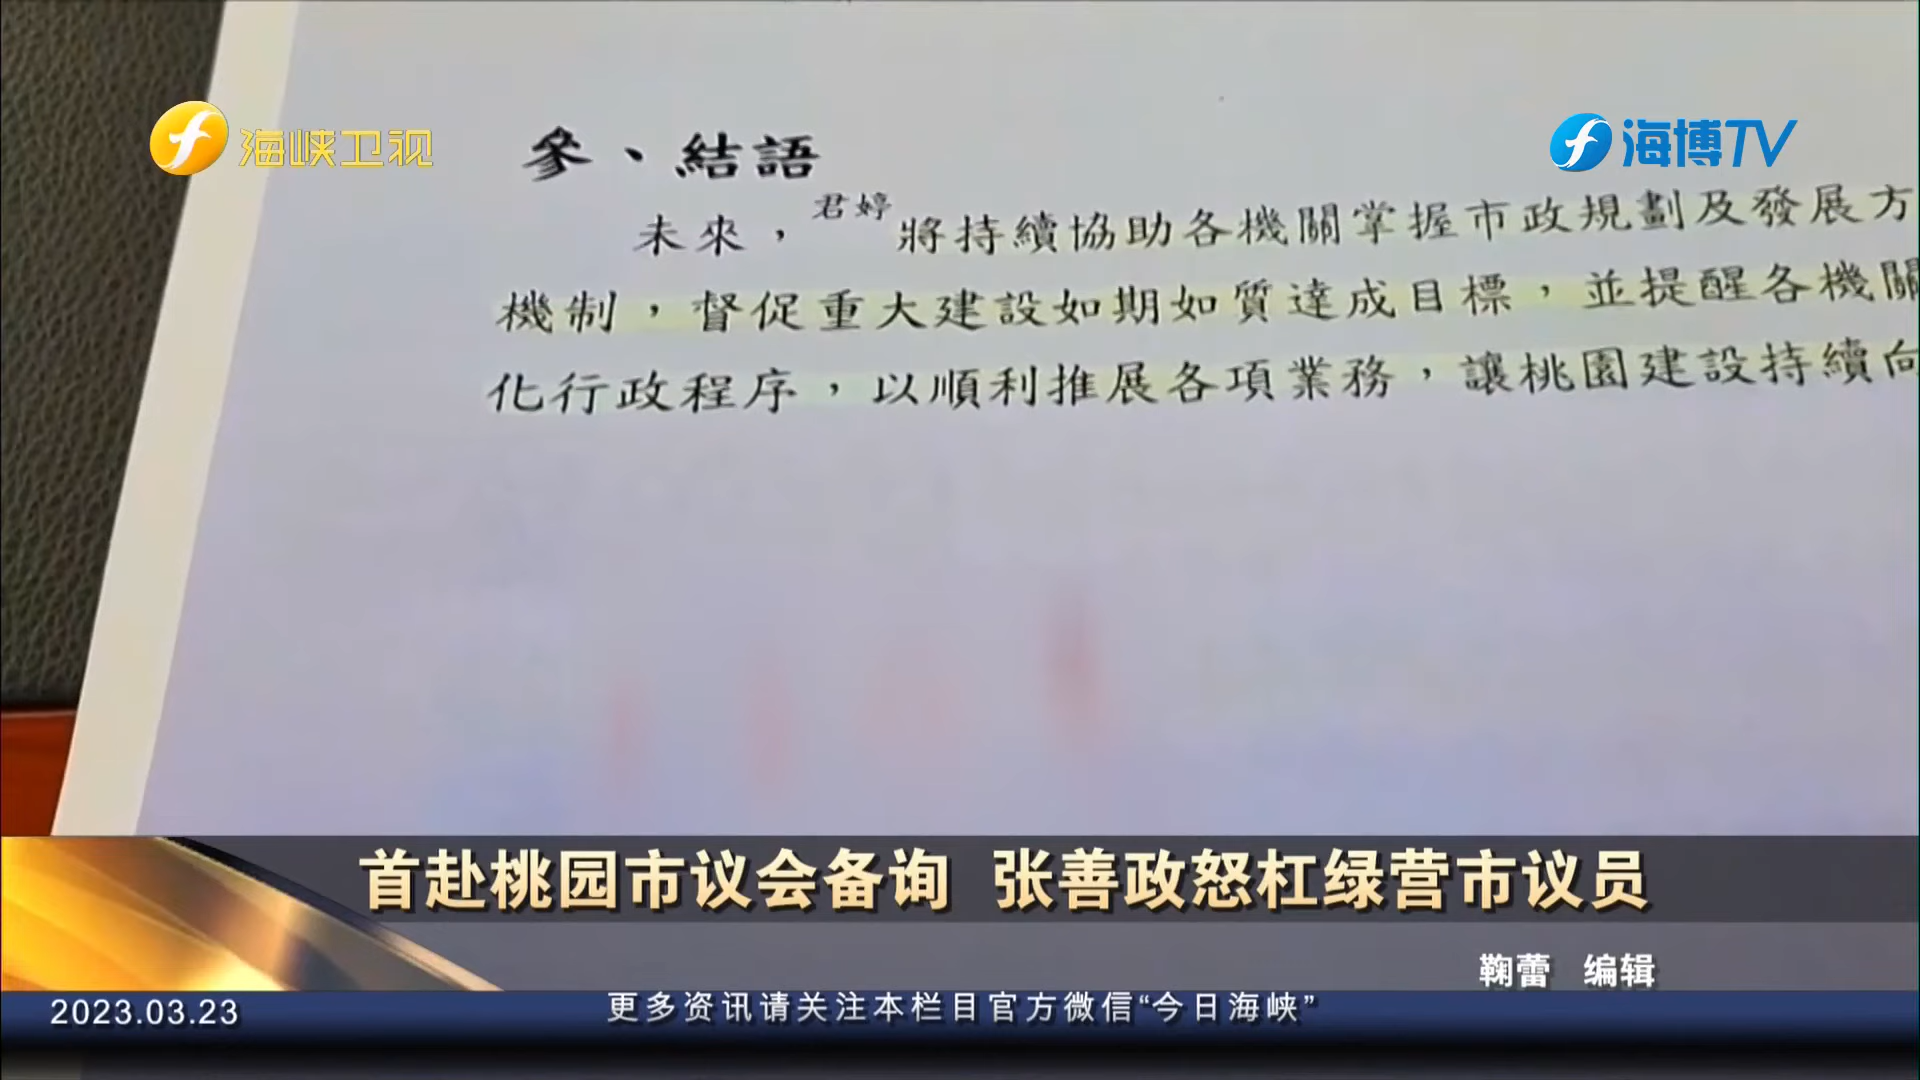 海峡卫视
海博TV
參、結語
未來，君婷將持續協助各機關掌握市政規劃及發展方
機制，督促重大建設如期如質達成目標，並提醒各機關
化行政程序，以順利推展各項業務，讓桃園建設持續向
首赴桃园市议会备询 张善政怒杠绿营市议员
鞠蕾 编辑
2023.03.23
更多资讯请关注本栏目官方微信“今日海峡”